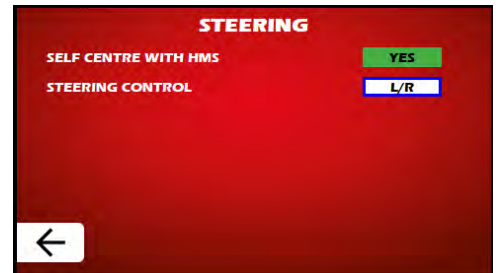 STEERING
SELF CENTRE WITH HMS YES
STEERING CONTROL L/R